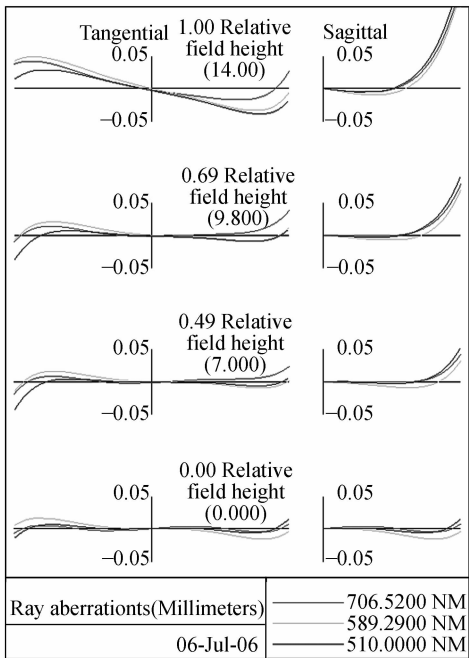 Tangential
1.00 Relative
field height
(14.00)
Sagittal
0.05
−0.05
0.05
−0.05
0.69 Relative
field height
(9.800)
0.05
−0.05
0.05
−0.05
0.49 Relative
field height
(7.000)
0.05
−0.05
0.05
−0.05
0.00 Relative
field height
(0.000)
0.05
−0.05
0.05
−0.05
Ray aberrationts(Millimeters)
06-Jul-06
706.5200 NM
589.2900 NM
510.0000 NM